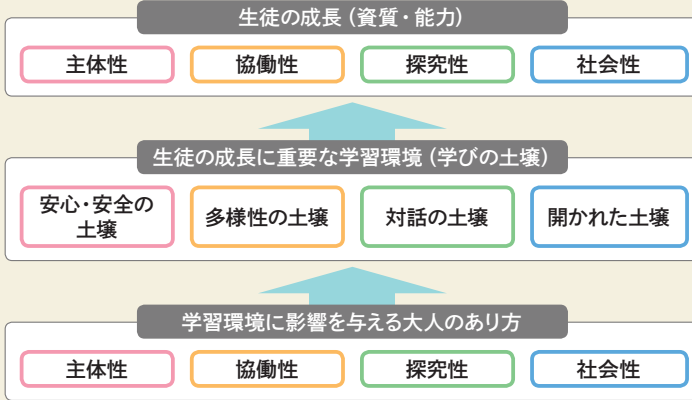 生徒の成長（資質・能力）
主体性
協働性
探究性
社会性
生徒の成長に重要な学習環境（学びの土壌）
安心・安全の
土壌
多様性の土壌
対話の土壌
開かれた土壌
学習環境に影響を与える大人のあり方
主体性
協働性
探究性
社会性